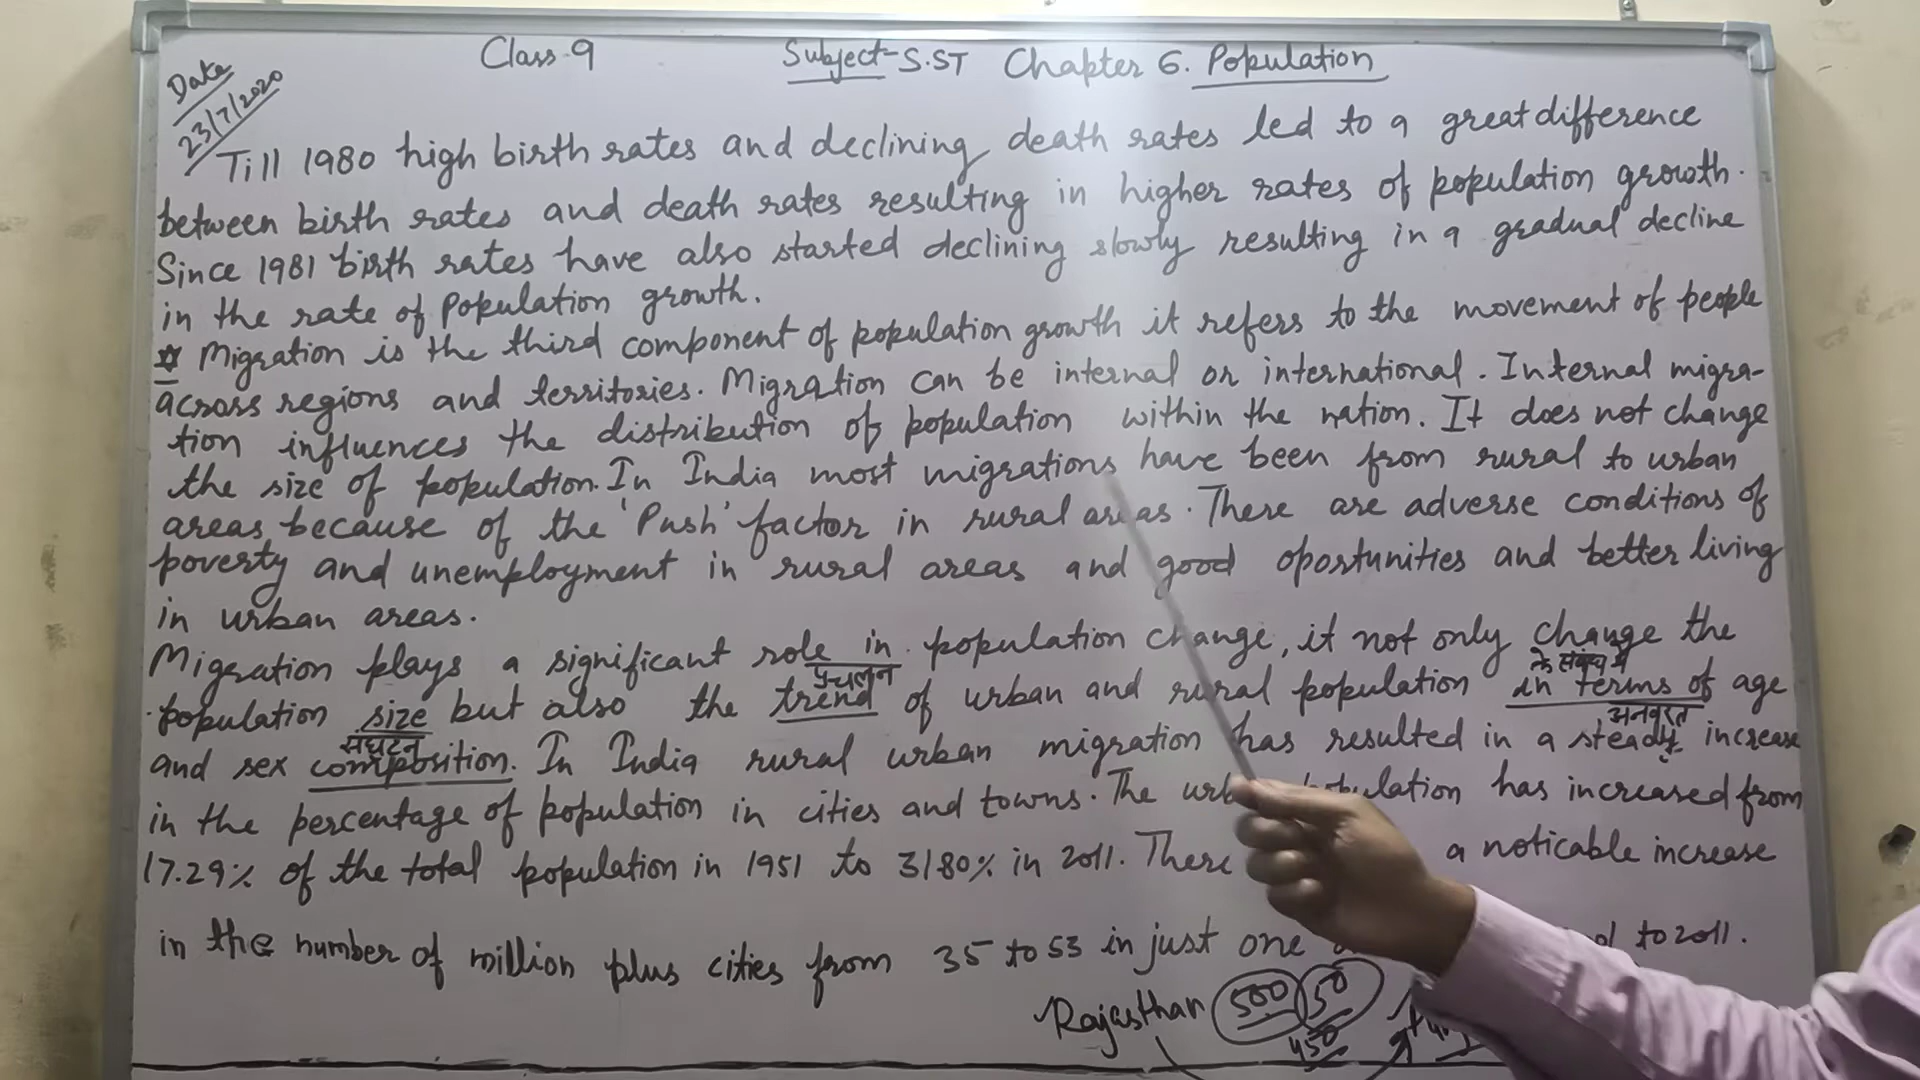 Class 9 Subject-S.ST Chapter 6. Population
Date
23/7/2020
Till 1980 high birth rates and declining death rates led to a great difference
between birth rates and death rates resulting in higher rates of population growth.
Since 1981 birth rates have also started declining slowly resulting in a gradual decline
in the rate of Population growth.
☆ Migration is the third component of population growth it refers to the movement of people
across regions and territories. Migration can be internal or international. Internal migra-
tion influences the distribution of population within the nation. It does not change
the size of population. In India most migrations have been from rural to urban
areas because of the 'Push' factor in rural areas. There are adverse conditions of
poverty and unemployment in rural areas and good oportunities and better living
in urban areas.
Migration plays a significant role in population change, it not only change the
प्रचलन के संबंध में
population size but also the trend of urban and rural population in terms of age
संघटन अनवरत
and sex composition. In India rural urban migration has resulted in a steady increase
in the percentage of population in cities and towns. The population has increased from
17.29% of the total population in 1951 to 31.80% in 2011. There a noticable increase
in the number of million plus cities from 35 to 53 in just one to 2011.
Rajasthan 500 50
450